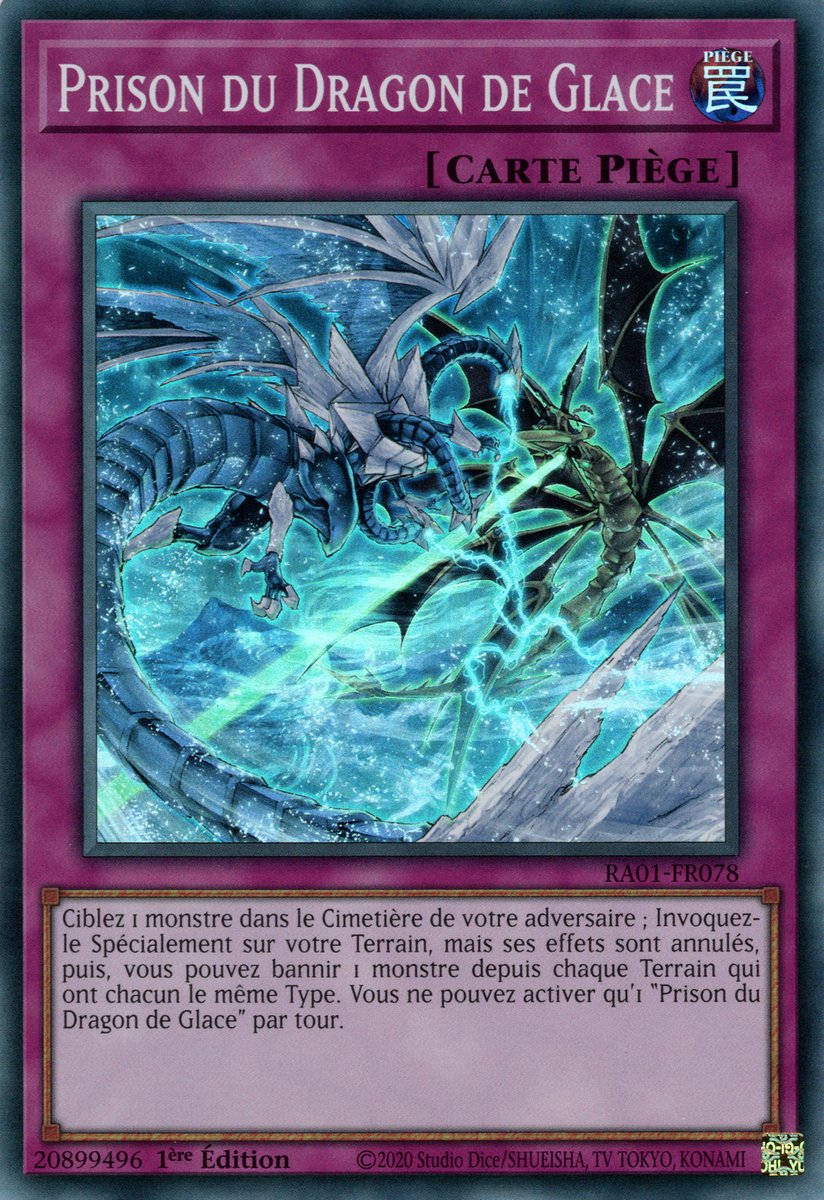 PRISON DU DRAGON DE GLACE
PIÈGE
罠
[CARTE PIÈGE]
RA01-FR078
Ciblez 1 monstre dans le Cimetière de votre adversaire ; Invoquez-
le Spécialement sur votre Terrain, mais ses effets sont annulés,
puis, vous pouvez bannir 1 monstre depuis chaque Terrain qui
ont chacun le même Type. Vous ne pouvez activer qu'1 "Prison du
Dragon de Glace" par tour.
20899496 1ère Édition ©2020 Studio Dice/SHUEISHA, TV TOKYO, KONAMI